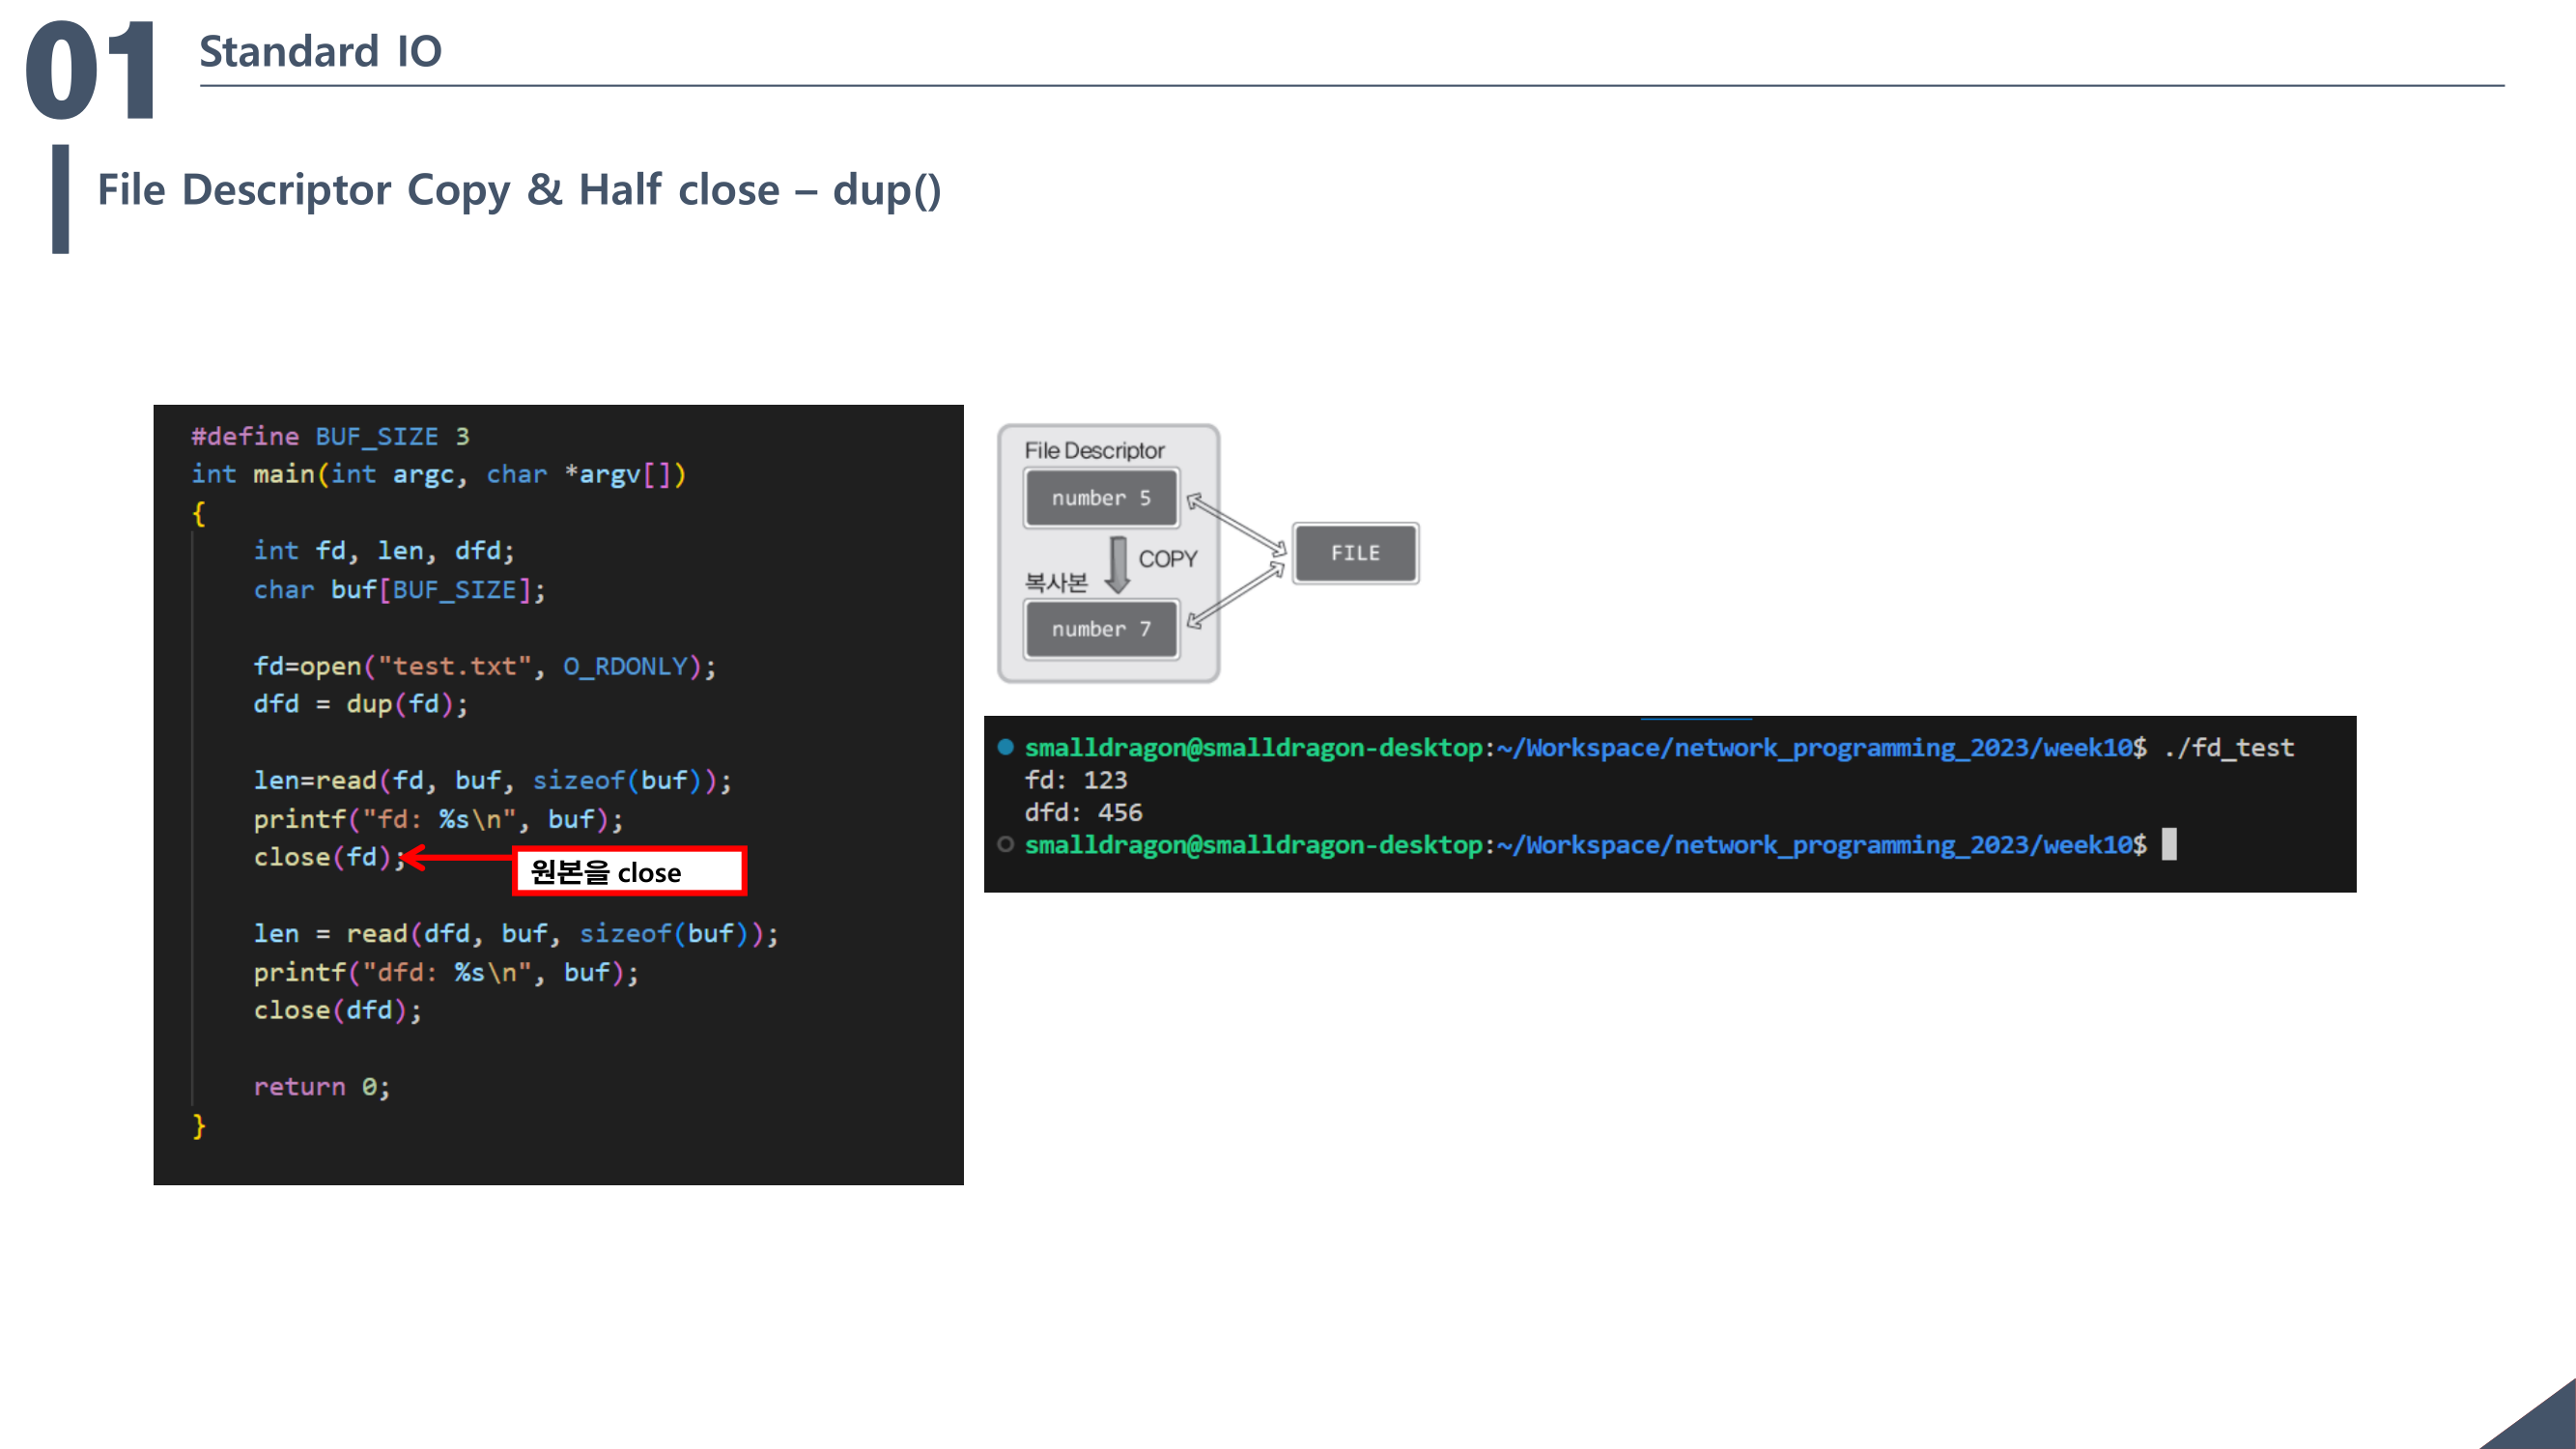 01
Standard IO
File Descriptor Copy & Half close – dup()
#define BUF_SIZE 3
int main(int argc, char *argv[])
{
    int fd, len, dfd;
    char buf[BUF_SIZE];
    fd=open("test.txt", O_RDONLY);
    dfd = dup(fd);
    len=read(fd, buf, sizeof(buf));
    printf("fd: %s\n", buf);
    close(fd);
원본을 close
    len = read(dfd, buf, sizeof(buf));
    printf("dfd: %s\n", buf);
    close(dfd);
    return 0;
}
File Descriptor
number 5
COPY
복사본
number 7
FILE
smalldragon@smalldragon-desktop:~/Workspace/network_programming_2023/week10$ ./fd_test
fd: 123
dfd: 456
smalldragon@smalldragon-desktop:~/Workspace/network_programming_2023/week10$